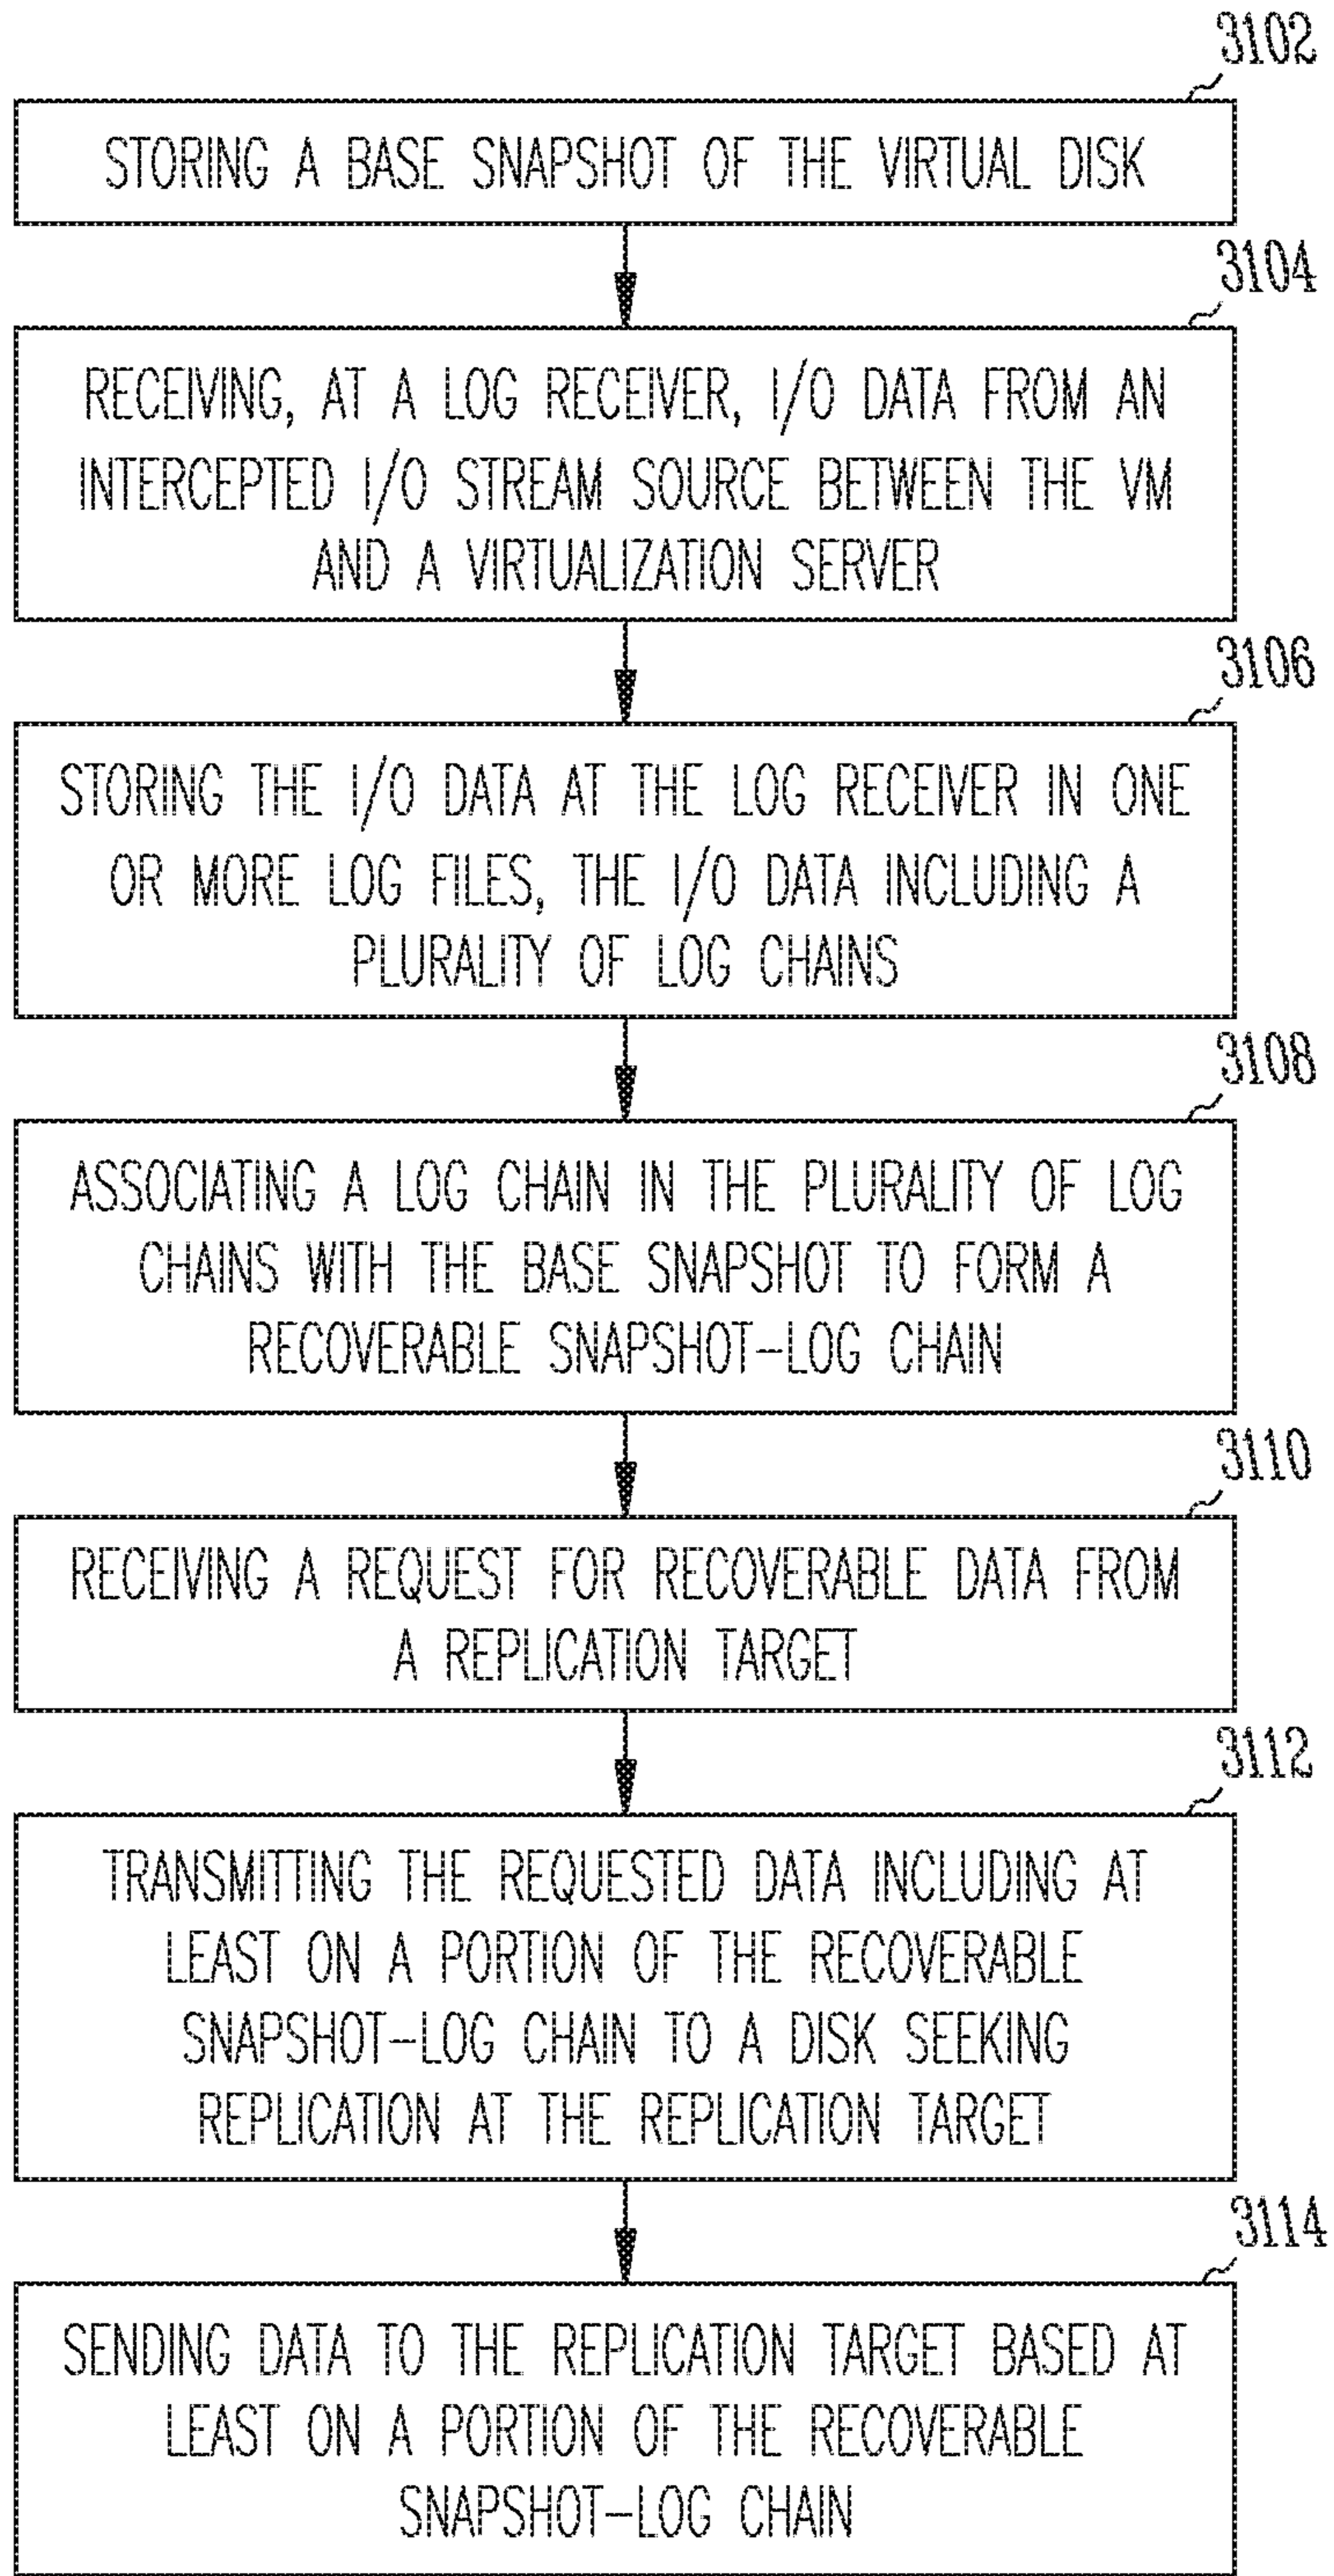 3102
STORING A BASE SNAPSHOT OF THE VIRTUAL DISK
3104
RECEIVING, AT A LOG RECEIVER, I/O DATA FROM AN
INTERCEPTED I/O STREAM SOURCE BETWEEN THE VM
AND A VIRTUALIZATION SERVER
3106
STORING THE I/O DATA AT THE LOG RECEIVER IN ONE
OR MORE LOG FILES, THE I/O DATA INCLUDING A
PLURALITY OF LOG CHAINS
3108
ASSOCIATING A LOG CHAIN IN THE PLURALITY OF LOG
CHAINS WITH THE BASE SNAPSHOT TO FORM A
RECOVERABLE SNAPSHOT-LOG CHAIN
3110
RECEIVING A REQUEST FOR RECOVERABLE DATA FROM
A REPLICATION TARGET
3112
TRANSMITTING THE REQUESTED DATA INCLUDING AT
LEAST ON A PORTION OF THE RECOVERABLE
SNAPSHOT-LOG CHAIN TO A DISK SEEKING
REPLICATION AT THE REPLICATION TARGET
3114
SENDING DATA TO THE REPLICATION TARGET BASED AT
LEAST ON A PORTION OF THE RECOVERABLE
SNAPSHOT-LOG CHAIN